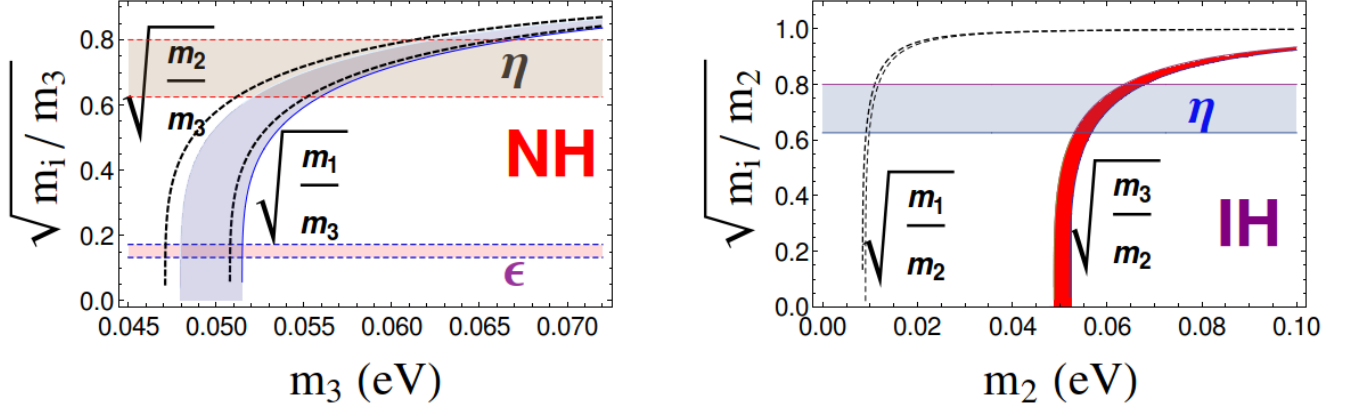 √mi / m3
0.8
0.6
0.4
0.2
0.0
√m2/m3
√m1/m3
η
NH
ϵ
0.045 0.050 0.055 0.060 0.065 0.070
m3 (eV)
√mi / m2
1.0
0.8
0.6
0.4
0.2
0.0
η
√m1/m2
√m3/m2
IH
0.00 0.02 0.04 0.06 0.08 0.10
m2 (eV)